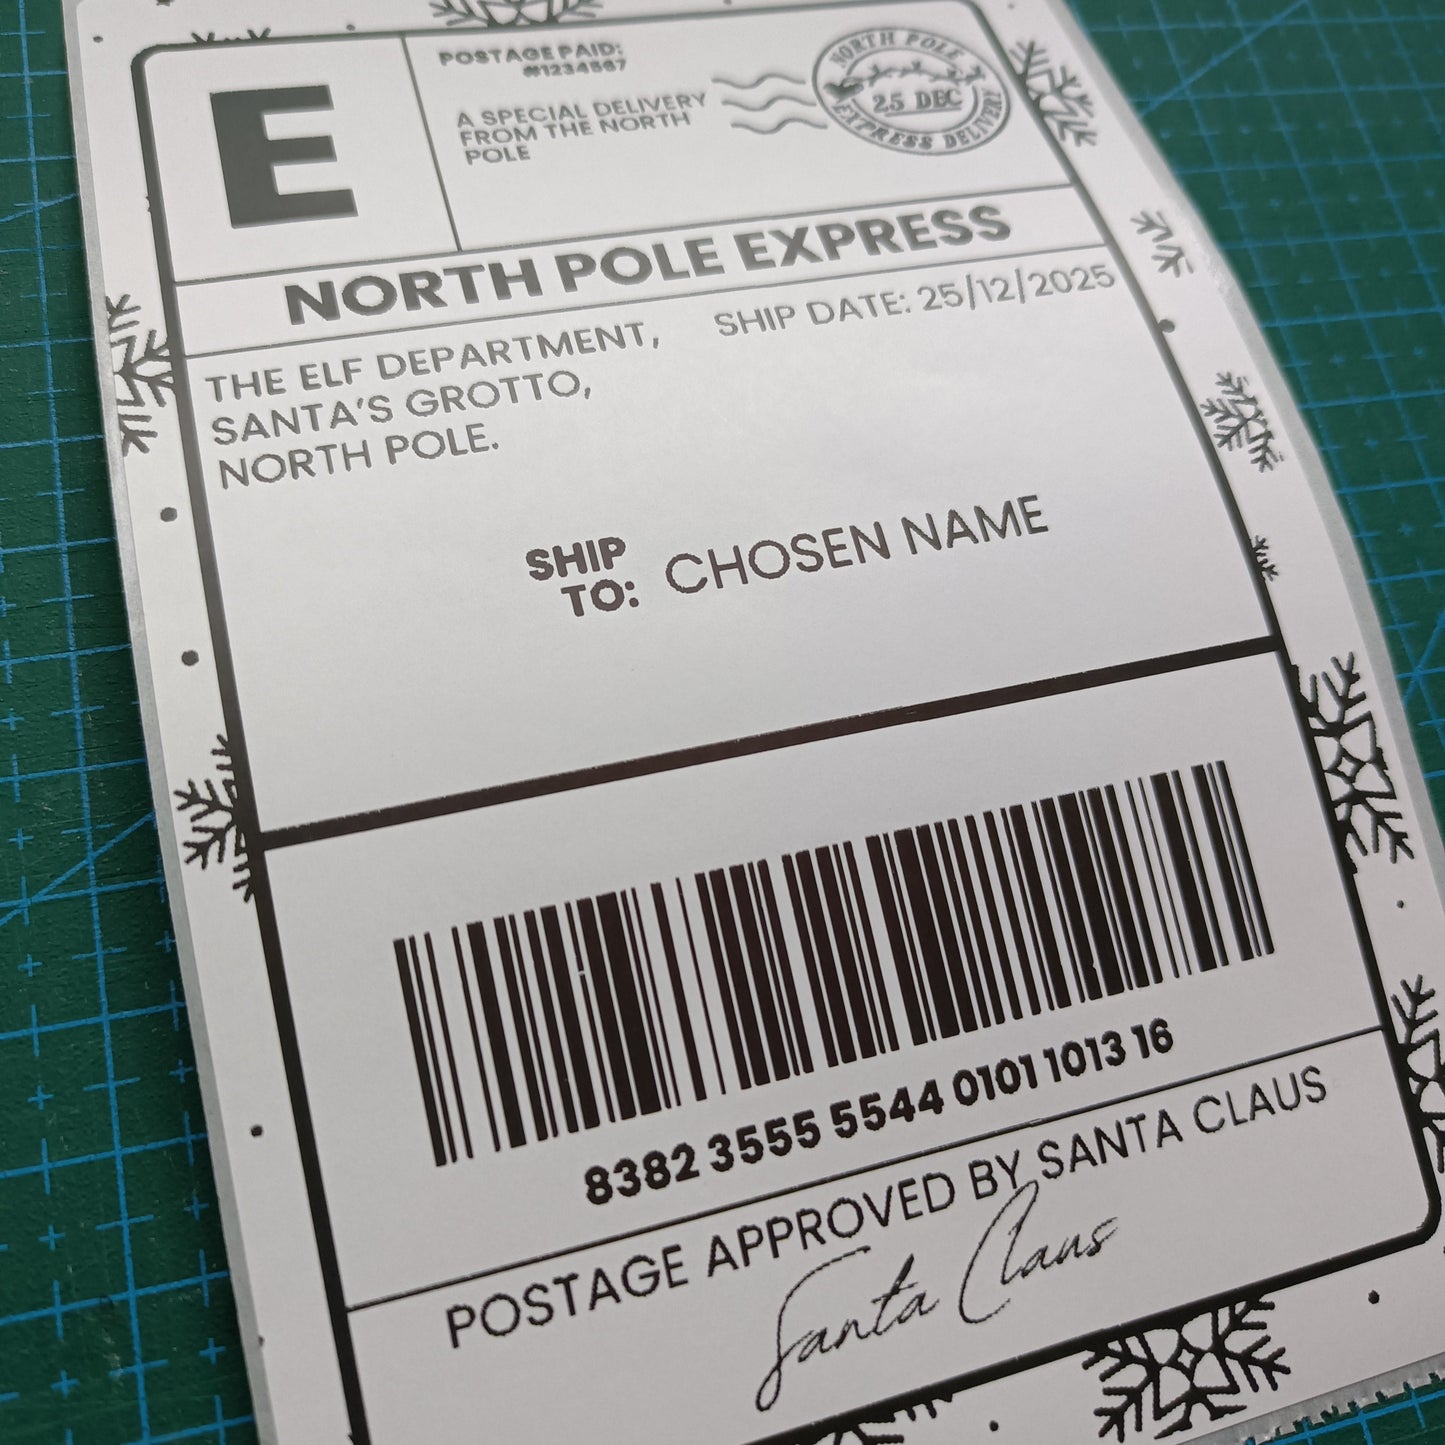 E
POSTAGE PAID:
#1234567
A SPECIAL DELIVERY
FROM THE NORTH
POLE
NORTH POLE
25 DEC
EXPRESS DELIVERY
NORTH POLE EXPRESS
THE ELF DEPARTMENT,
SANTA'S GROTTO,
NORTH POLE.
SHIP DATE: 25/12/2025
SHIP
TO:
CHOSEN NAME
8382 3555 5544 0101 1013 16
POSTAGE APPROVED BY SANTA CLAUS
Santa Claus